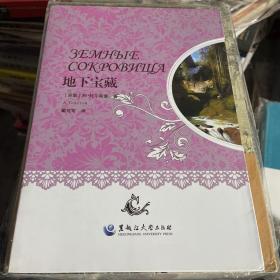 ЗЕМНЫЕ
СОКРОВИЩА
地下宝藏
黑龙江大学出版社
HEILONGJIANG UNIVERSITY PRESS